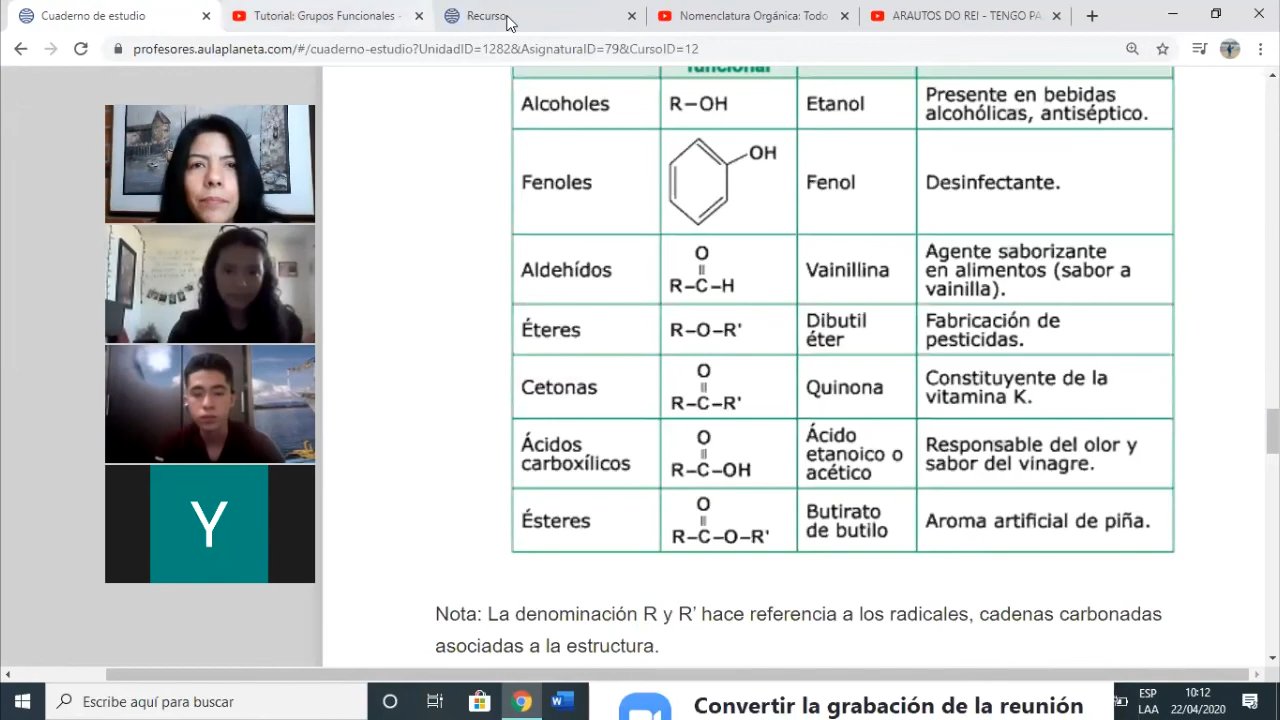 Cuaderno de estudio
Tutorial: Grupos Funcionales -
Recurso
Nomenclatura Orgánica: Todo
ARAUTOS DO REI - TENGO PA
profesores.aulaplaneta.com/#/cuaderno-estudio?UnidadID=1282&AsignaturaID=79&CursoID=12
funcional
Alcoholes
R-OH
Etanol
Presente en bebidas
alcohólicas, antiséptico.
Fenoles
OH
Fenol
Desinfectante.
Aldehídos
O
R-C-H
Vainillina
Agente saborizante
en alimentos (sabor a
vainilla).
Éteres
R-O-R'
Dibutil
éter
Fabricación de
pesticidas.
Cetonas
O
R-C-R'
Quinona
Constituyente de la
vitamina K.
Ácidos
carboxílicos
O
R-C-OH
Ácido
etanoico o
acético
Responsable del olor y
sabor del vinagre.
Ésteres
O
R-C-O-R'
Butirato
de butilo
Aroma artificial de piña.
Y
Nota: La denominación R y R' hace referencia a los radicales, cadenas carbonadas
asociadas a la estructura.
Escribe aquí para buscar
Convertir la grabación de la reunión
ESP
LAA
10:12
22/04/2020